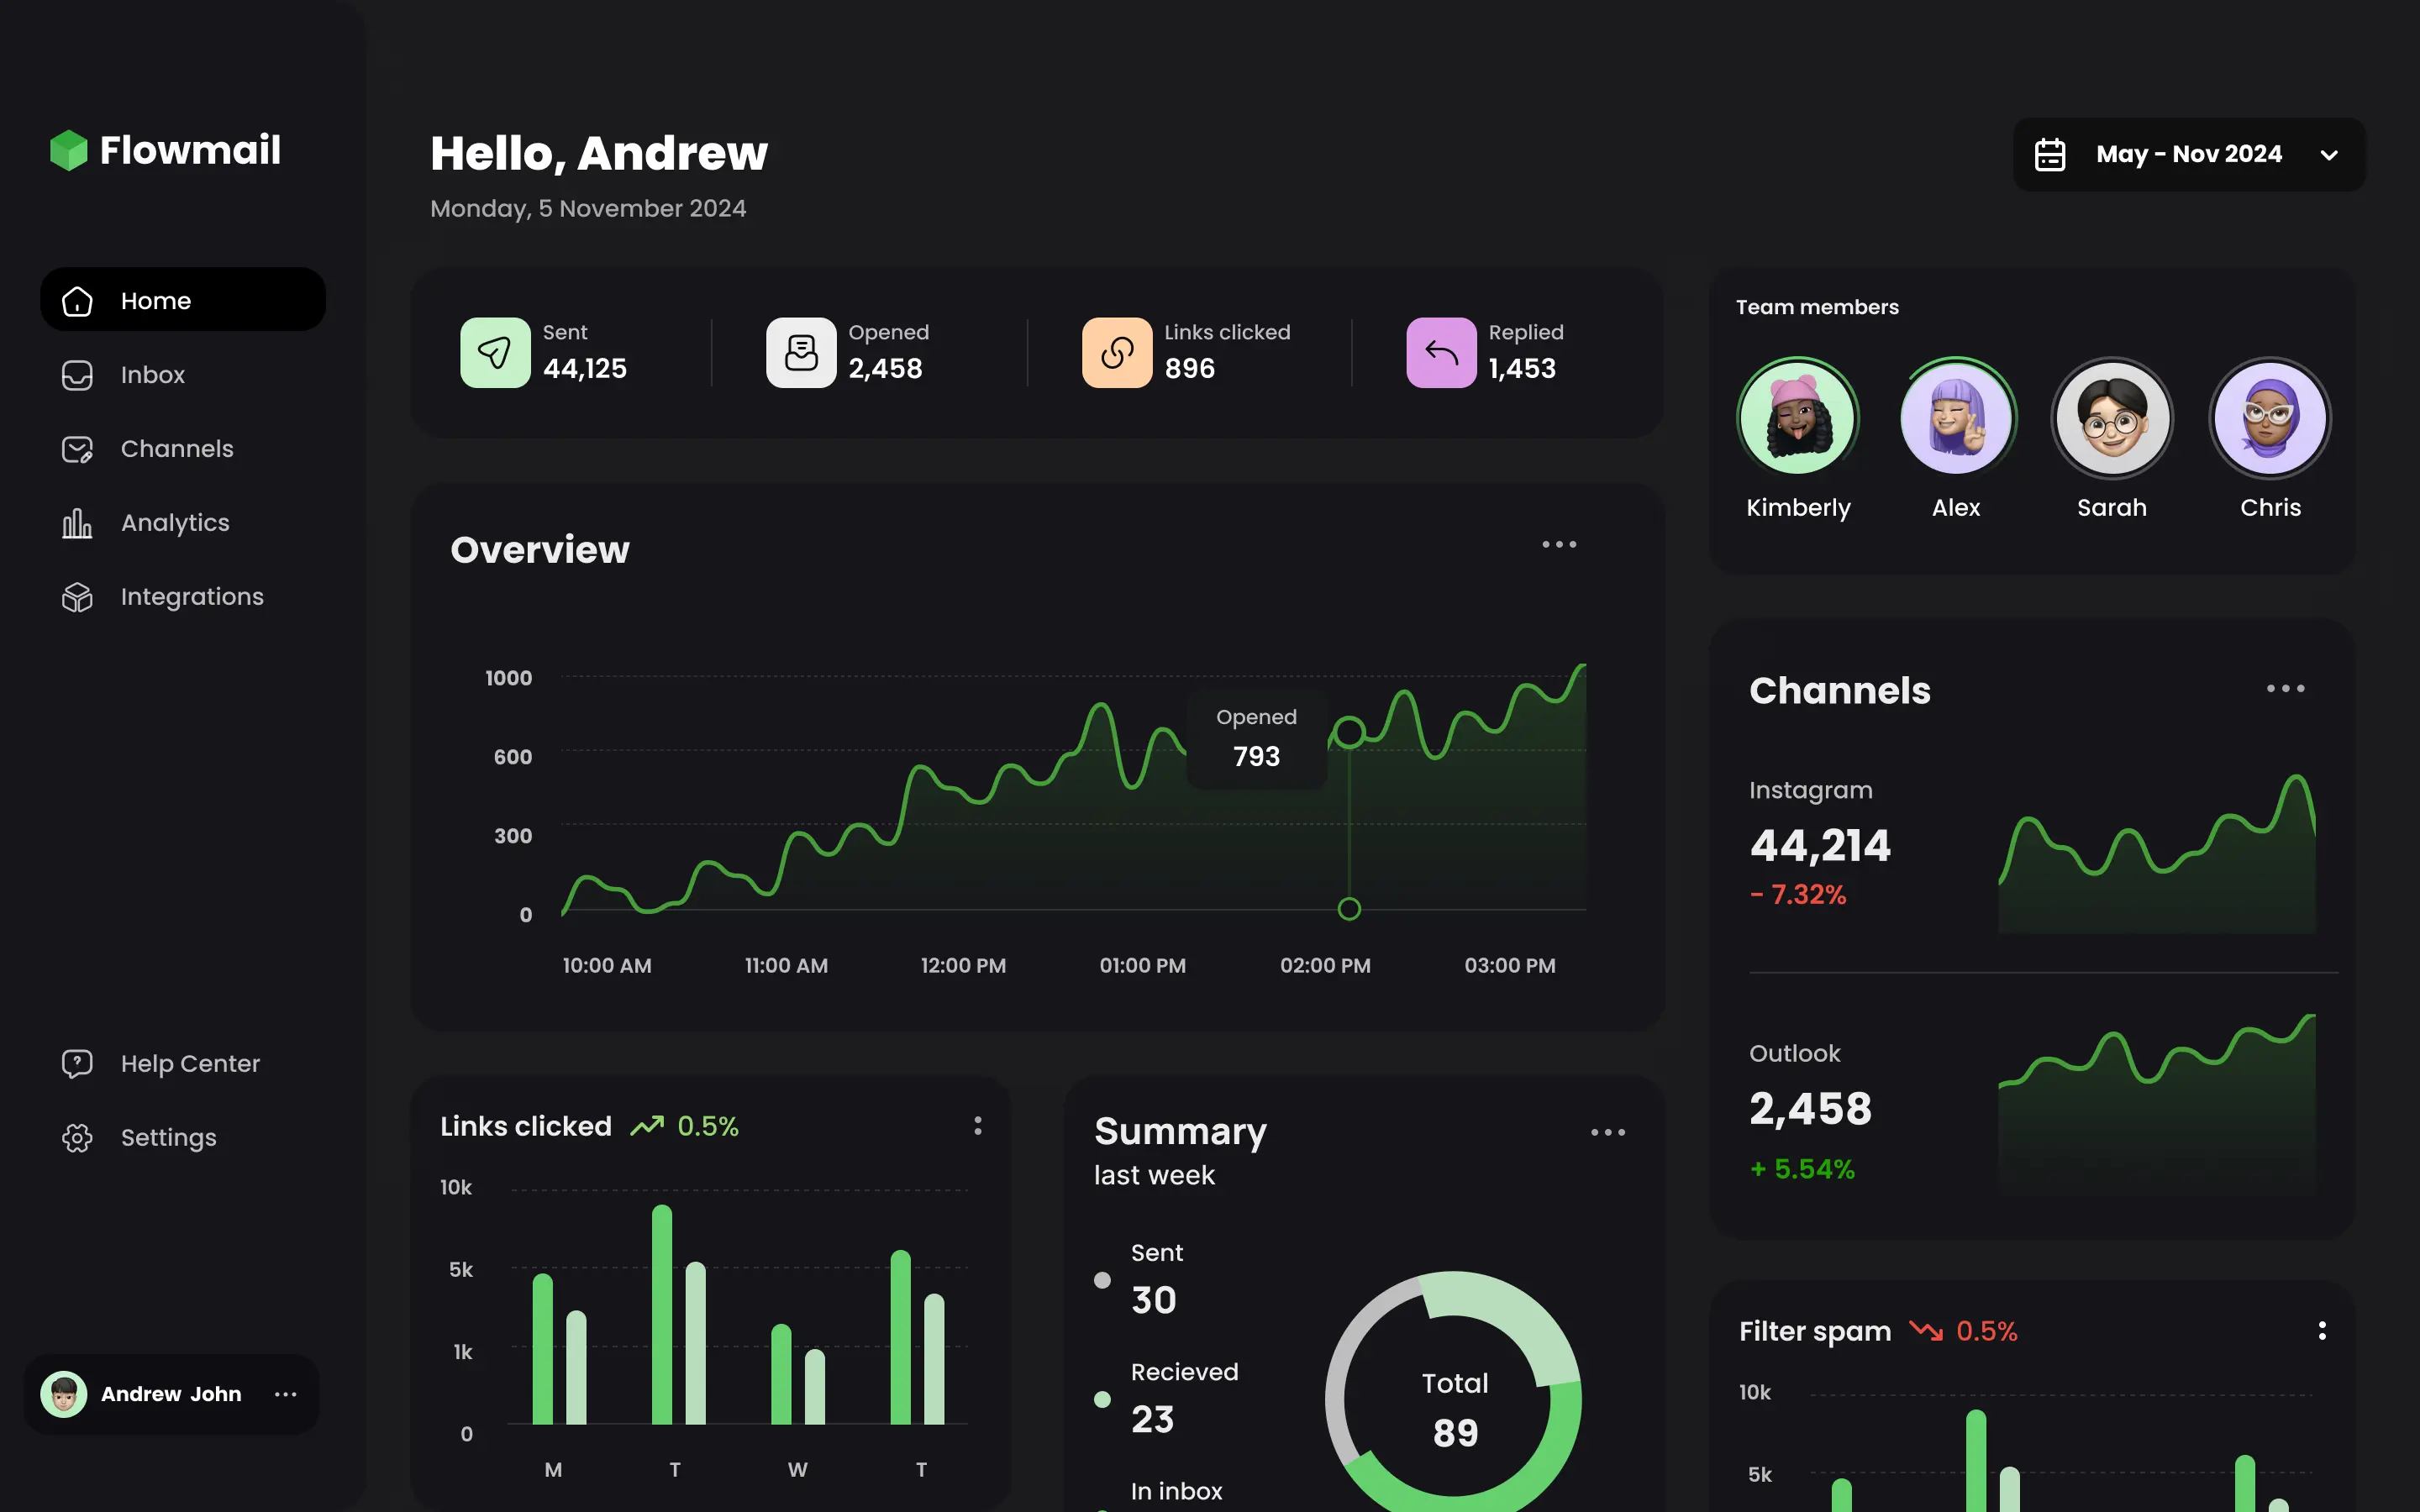 Flowmail
Home
Inbox
Channels
Analytics
Integrations
Help Center
Settings
Andrew John
Hello, Andrew
Monday, 5 November 2024
May - Nov 2024
Sent
44,125
Opened
2,458
Links clicked
896
Replied
1,453
Overview
1000
600
300
0
Opened
793
10:00 AM
11:00 AM
12:00 PM
01:00 PM
02:00 PM
03:00 PM
Links clicked
0.5%
10k
5k
1k
0
M
T
W
T
Summary
last week
Sent
30
Recieved
23
In inbox
Total
89
Team members
Kimberly
Alex
Sarah
Chris
Channels
Instagram
44,214
- 7.32%
Outlook
2,458
+ 5.54%
Filter spam
0.5%
10k
5k